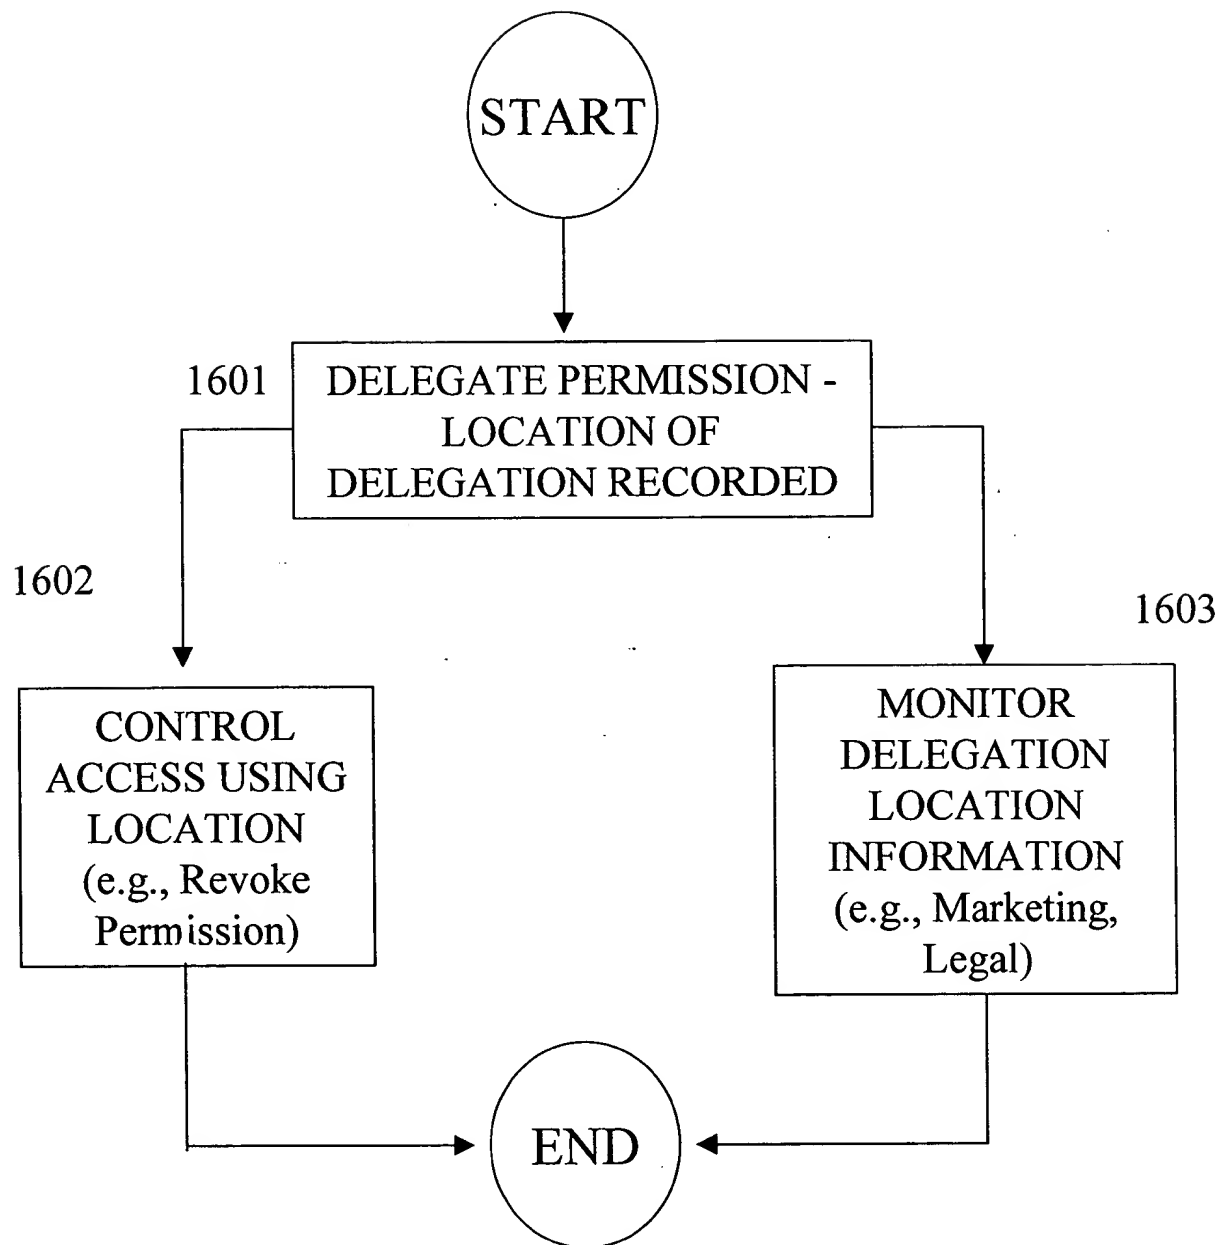 START
1601
DELEGATE PERMISSION -
LOCATION OF
DELEGATION RECORDED
1602
CONTROL
ACCESS USING
LOCATION
(e.g., Revoke
Permission)
1603
MONITOR
DELEGATION
LOCATION
INFORMATION
(e.g., Marketing,
Legal)
END